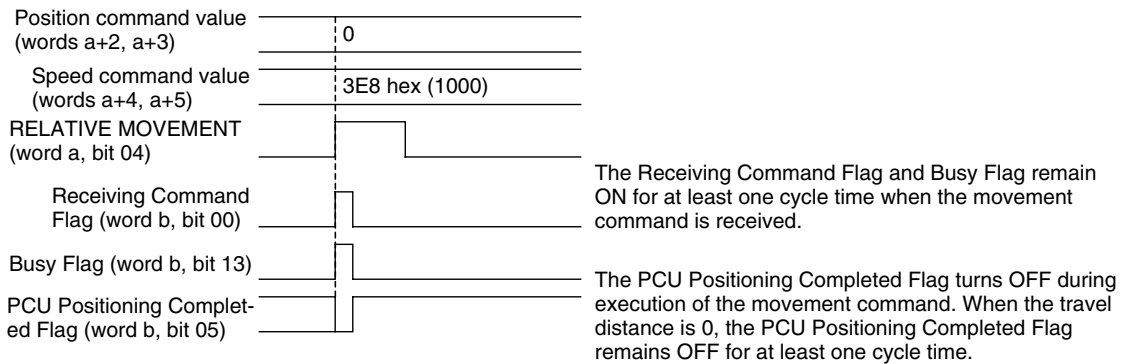 Position command value
(words a+2, a+3)
0
Speed command value
(words a+4, a+5)
3E8 hex (1000)
RELATIVE MOVEMENT
(word a, bit 04)
Receiving Command
Flag (word b, bit 00)
The Receiving Command Flag and Busy Flag remain
ON for at least one cycle time when the movement
command is received.
Busy Flag (word b, bit 13)
PCU Positioning Complet-
ed Flag (word b, bit 05)
The PCU Positioning Completed Flag turns OFF during
execution of the movement command. When the travel
distance is 0, the PCU Positioning Completed Flag
remains OFF for at least one cycle time.